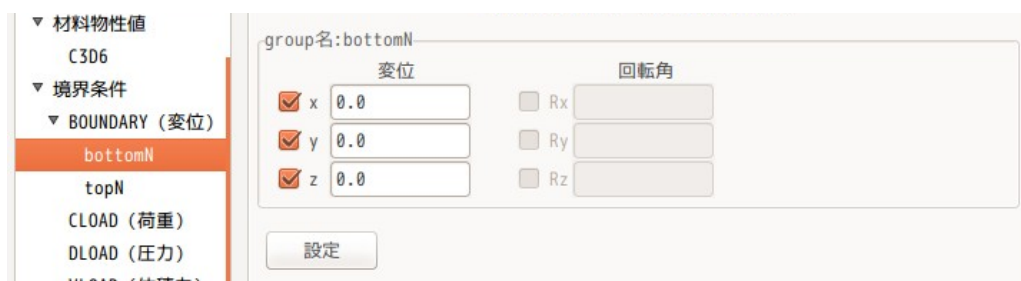 ▼ 材料物性値
C3D6
▼ 境界条件
▼ BOUNDARY (変位)
bottomN
topN
CLOAD (荷重)
DLOAD (圧力)
group名:bottomN
変位 回転角
x 0.0 Rx
y 0.0 Ry
z 0.0 Rz
設定